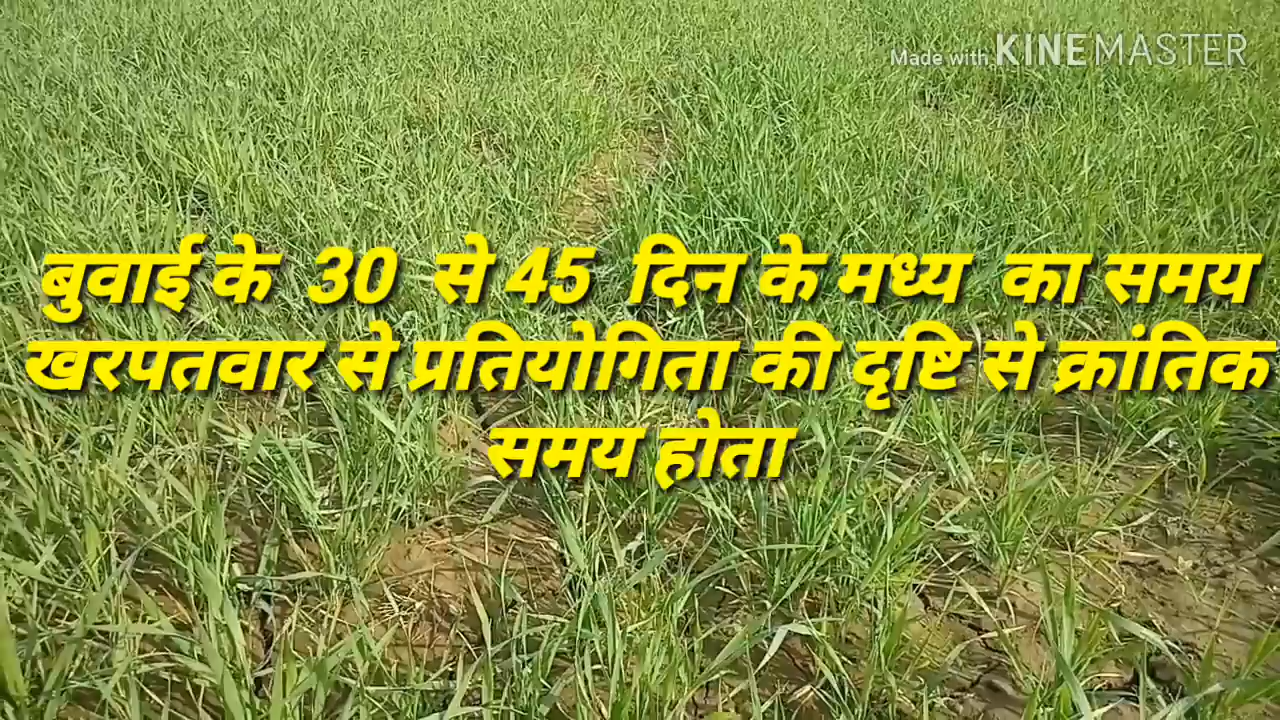 Made with KINEMASTER
बुवाई के 30 से 45 दिन के मध्य का समय
खरपतवार से प्रतियोगिता की दृष्टि से क्रांतिक
समय होता